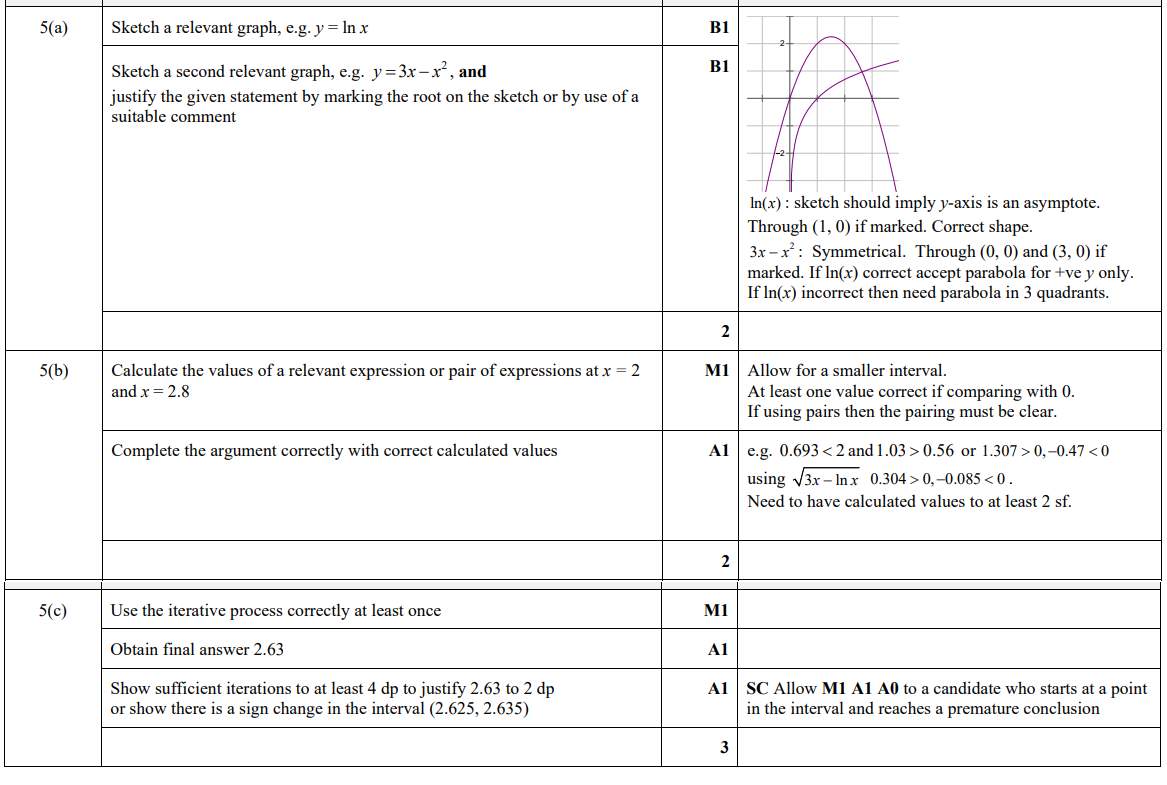 5(a)
Sketch a relevant graph, e.g. y = ln x
B1
Sketch a second relevant graph, e.g. y = 3x – x², and
justify the given statement by marking the root on the sketch or by use of a
suitable comment
B1
2
–2
ln(x) : sketch should imply y-axis is an asymptote.
Through (1, 0) if marked. Correct shape.
3x – x² : Symmetrical. Through (0, 0) and (3, 0) if
marked. If ln(x) correct accept parabola for +ve y only.
If ln(x) incorrect then need parabola in 3 quadrants.
2
5(b)
Calculate the values of a relevant expression or pair of expressions at x = 2
and x = 2.8
M1
Allow for a smaller interval.
At least one value correct if comparing with 0.
If using pairs then the pairing must be clear.
Complete the argument correctly with correct calculated values
A1
e.g. 0.693 < 2 and 1.03 > 0.56 or 1.307 > 0, –0.47 < 0
using √(3x – ln x) 0.304 > 0, –0.085 < 0 .
Need to have calculated values to at least 2 sf.
2
5(c)
Use the iterative process correctly at least once
M1
Obtain final answer 2.63
A1
Show sufficient iterations to at least 4 dp to justify 2.63 to 2 dp
or show there is a sign change in the interval (2.625, 2.635)
A1
SC Allow M1 A1 A0 to a candidate who starts at a point
in the interval and reaches a premature conclusion
3